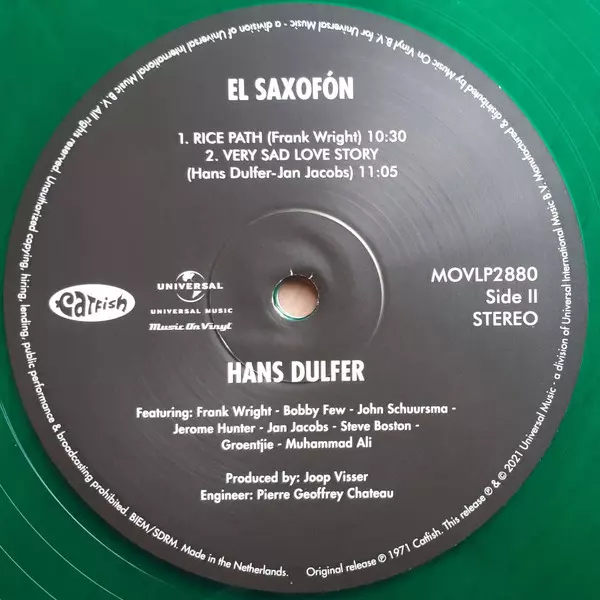 EL SAXOFÓN
1. RICE PATH (Frank Wright) 10:30
2. VERY SAD LOVE STORY
(Hans Dulfer-Jan Jacobs) 11:05
Catfish
UNIVERSAL
UNIVERSAL MUSIC
Music On Vinyl
MOVLP2880
Side II
STEREO
HANS DULFER
Featuring: Frank Wright - Bobby Few - John Schuursma -
Jerome Hunter - Jan Jacobs - Steve Boston -
Groentjie - Muhammad Ali
Produced by: Joop Visser
Engineer: Pierre Geoffrey Chateau
All rights reserved. Unauthorized copying, hiring, lending, public performance & broadcasting prohibited. BIEM/SDRM. Made in the Netherlands.
Original release ℗ 1971 Catfish. This release ℗ & © 2021 Universal Music - a division of Universal International Music B.V. Manufactured & distributed by Music On Vinyl B.V. for Universal Music - a division of Universal International Music B.V.